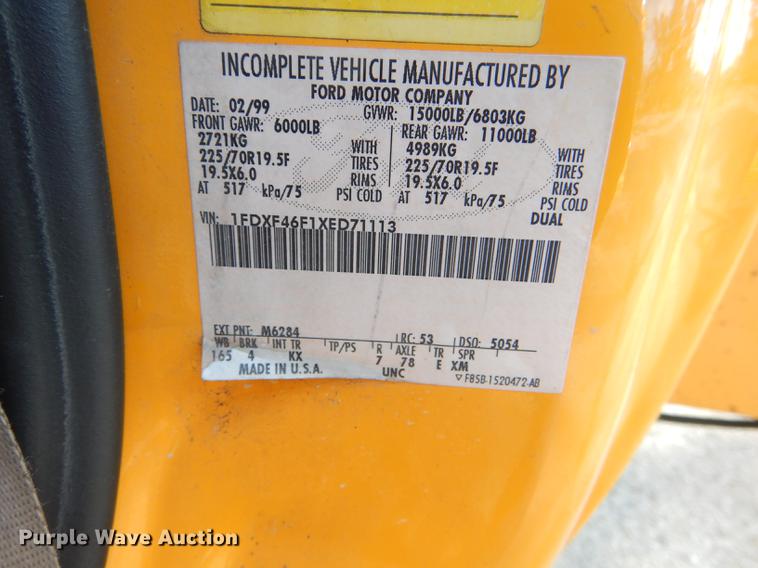 INCOMPLETE VEHICLE MANUFACTURED BY
FORD MOTOR COMPANY
DATE: 02/99 GVWR: 15000LB/6803KG
FRONT GAWR: 6000LB REAR GAWR: 11000LB
2721KG WITH 4989KG WITH
225/70R19.5F TIRES 225/70R19.5F TIRES
19.5X6.0 RIMS 19.5X6.0 RIMS
AT 517 kPa/75 PSI COLD AT 517 kPa/75 PSI COLD
DUAL
VIN: 1FDXF46F1XED71113
EXT PNT: M6284 RC: 53 DSO: 5054
WB BRK INT TR TP/PS R AXLE TR SPR
165 4 KX 7 78 E XM
MADE IN U.S.A. UNC
F85B-1520472-AB
Purple Wave Auction